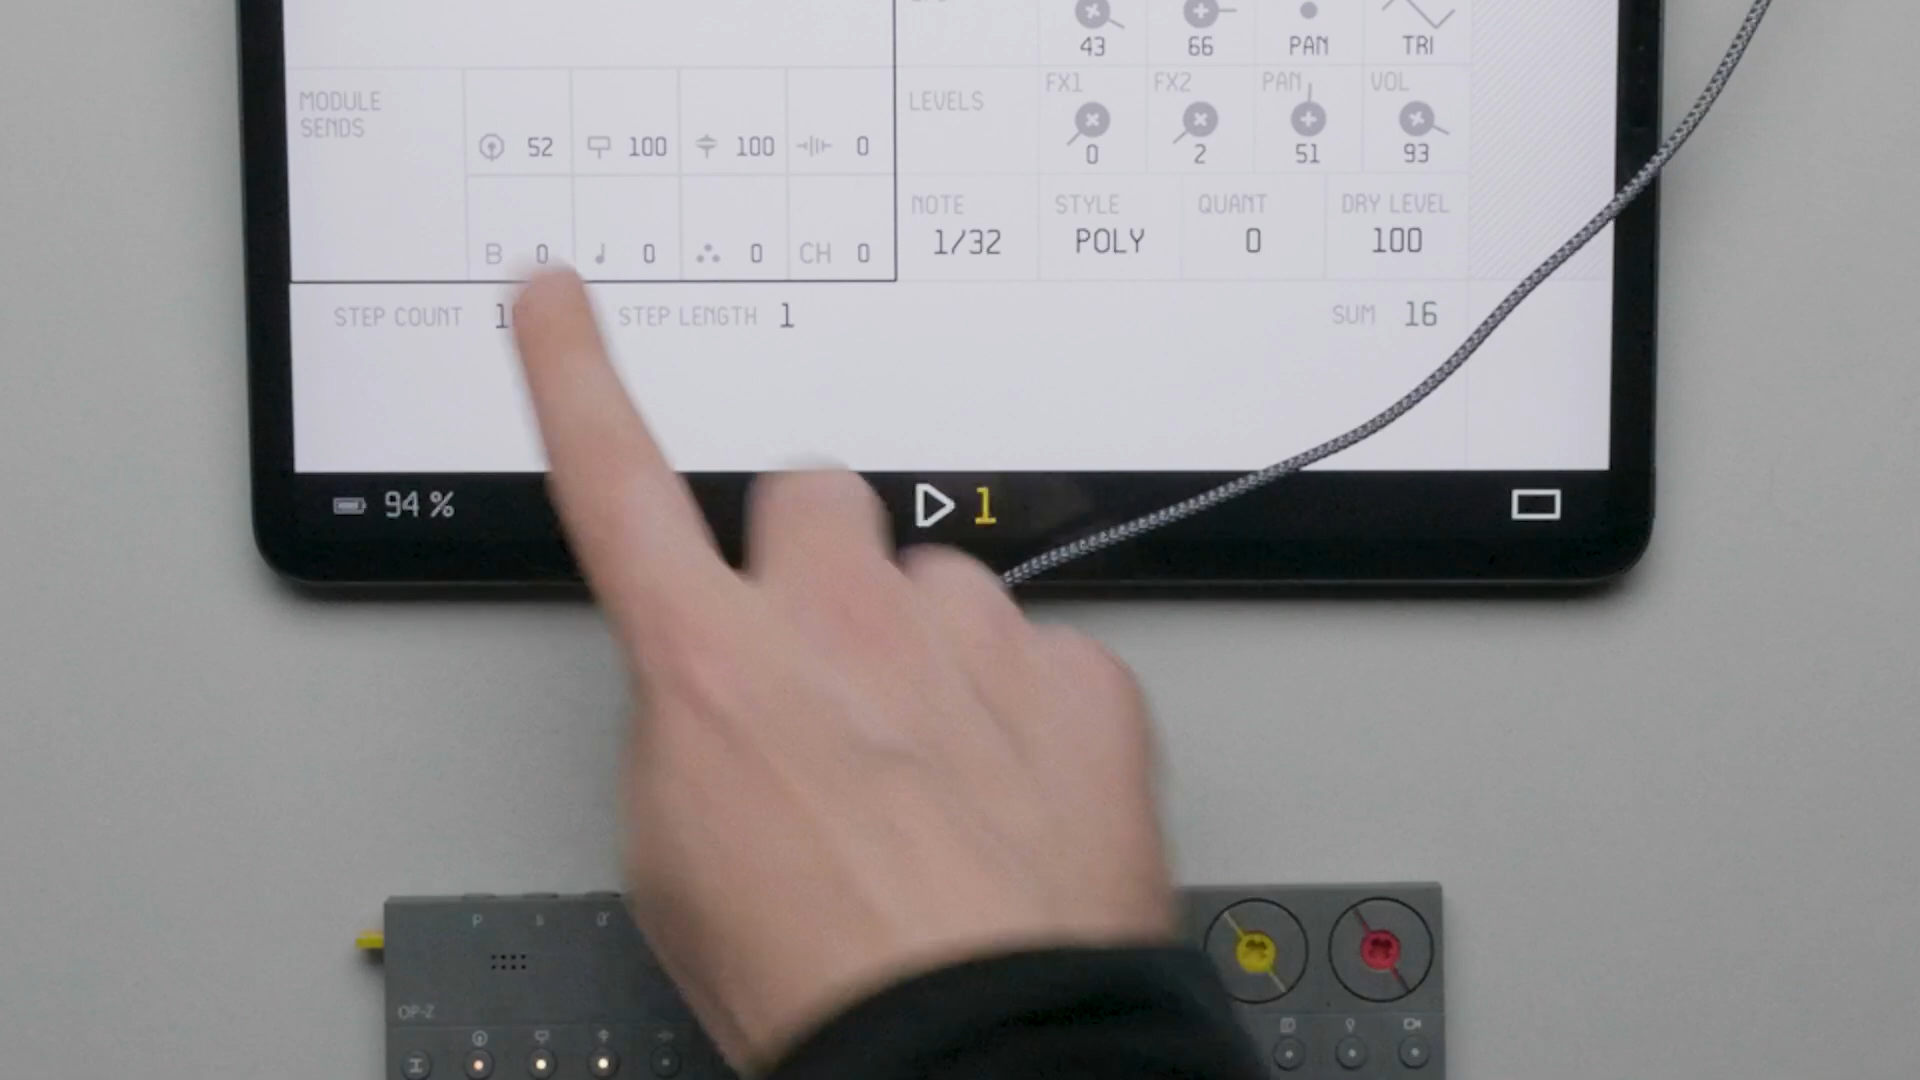 43 66 PAN TRI
MODULE SENDS
52 100 100 0
B 0 0 0 CH 0
LEVELS
FX1 FX2 PAN VOL
0 2 51 93
NOTE STYLE QUANT DRY LEVEL
1/32 POLY 0 100
STEP COUNT STEP LENGTH 1 SUM 16
94 % 1
P
OP-Z